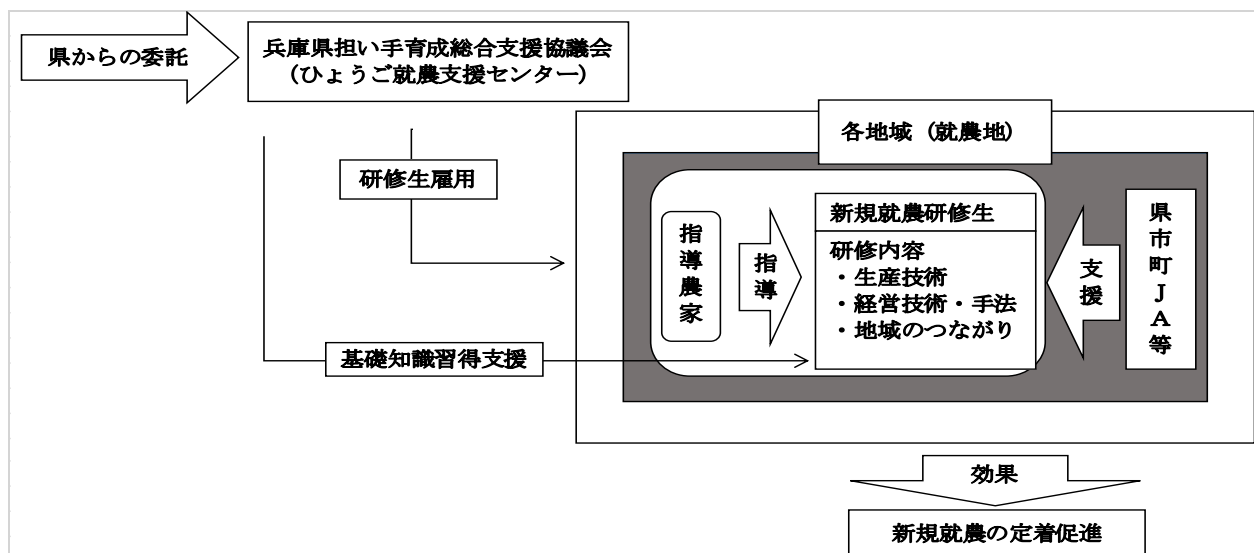 県からの委託
兵庫県担い手育成総合支援協議会
(ひょうご就農支援センター)
各地域（就農地）
研修生雇用
指導農家
指導
新規就農研修生
研修内容
・生産技術
・経営技術・手法
・地域のつながり
支援
県市町ＪＡ等
基礎知識習得支援
効果
新規就農の定着促進